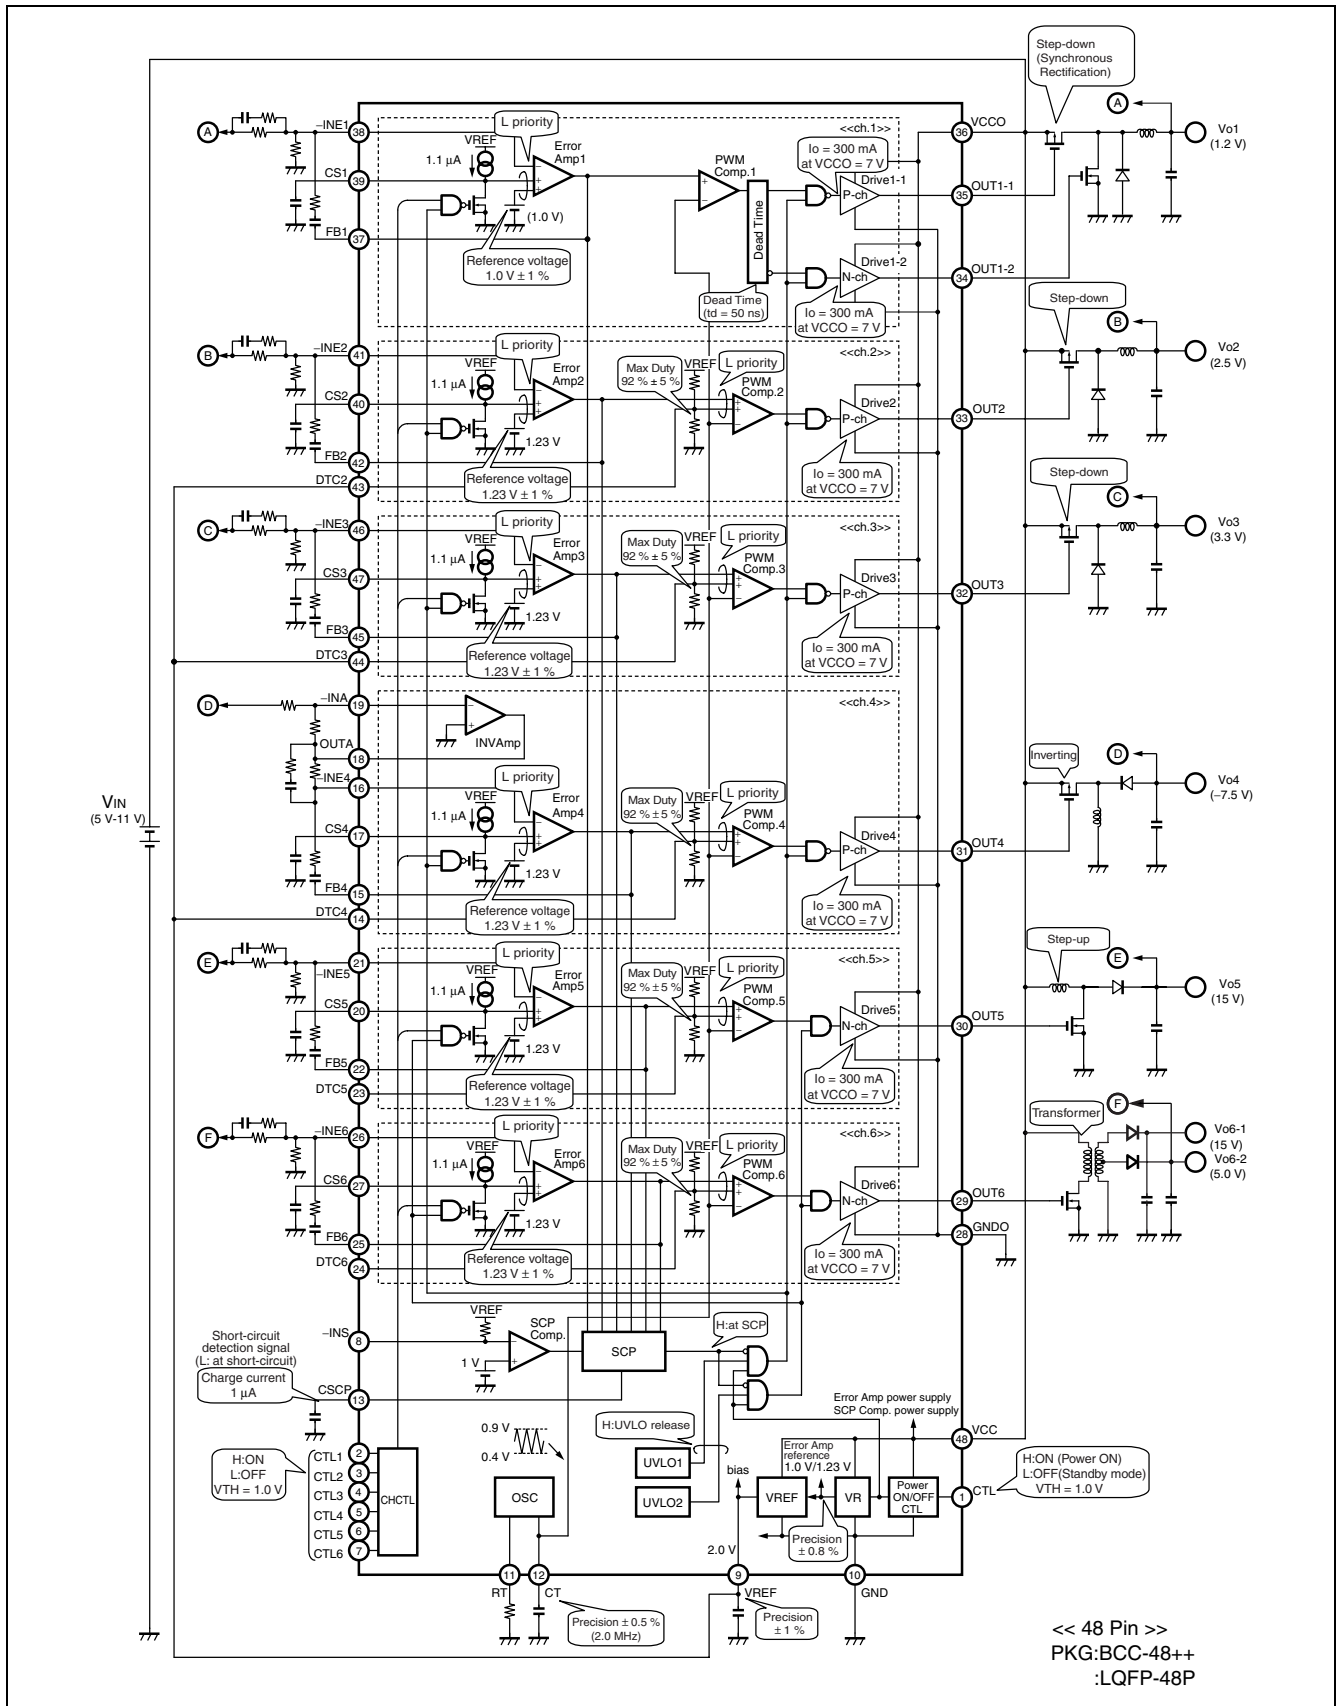 Step-down
(Synchronous
Rectification)
A
−INE1
38
CS1
39
FB1
37
L priority
VREF
1.1 µA
Error
Amp1
(1.0 V)
Reference voltage
1.0 V ± 1 %
PWM
Comp.1
Dead Time
Dead Time
(td = 50 ns)
<<ch.1>>
Io = 300 mA
at VCCO = 7 V
Drive1-1
P-ch
Drive1-2
N-ch
Io = 300 mA
at VCCO = 7 V
36
VCCO
35
OUT1-1
34
OUT1-2
A
Vo1
(1.2 V)
B
−INE2
41
CS2
40
FB2
42
DTC2
43
L priority
VREF
1.1 µA
Error
Amp2
1.23 V
Reference voltage
1.23 V ± 1 %
Max Duty
92 % ± 5 %
VREF
L priority
PWM
Comp.2
<<ch.2>>
Drive2
P-ch
Io = 300 mA
at VCCO = 7 V
33
OUT2
Step-down
B
Vo2
(2.5 V)
C
−INE3
46
CS3
47
FB3
45
DTC3
44
L priority
VREF
1.1 µA
Error
Amp3
1.23 V
Reference voltage
1.23 V ± 1 %
Max Duty
92 % ± 5 %
VREF
L priority
PWM
Comp.3
<<ch.3>>
Drive3
P-ch
Io = 300 mA
at VCCO = 7 V
32
OUT3
Step-down
C
Vo3
(3.3 V)
D
−INA
19
OUTA
18
−INE4
16
CS4
17
FB4
15
DTC4
14
INVAmp
L priority
VREF
1.1 µA
Error
Amp4
1.23 V
Reference voltage
1.23 V ± 1 %
Max Duty
92 % ± 5 %
VREF
L priority
PWM
Comp.4
<<ch.4>>
Drive4
P-ch
Io = 300 mA
at VCCO = 7 V
31
OUT4
Inverting
D
Vo4
(−7.5 V)
VIN
(5 V-11 V)
E
21
−INE5
CS5
20
FB5
22
DTC5
23
L priority
VREF
1.1 µA
Error
Amp5
1.23 V
Reference voltage
1.23 V ± 1 %
Max Duty
92 % ± 5 %
VREF
L priority
PWM
Comp.5
<<ch.5>>
Drive5
N-ch
Io = 300 mA
at VCCO = 7 V
30
OUT5
Step-up
E
Vo5
(15 V)
F
−INE6
26
CS6
27
FB6
25
DTC6
24
L priority
VREF
1.1 µA
Error
Amp6
1.23 V
Reference voltage
1.23 V ± 1 %
Max Duty
92 % ± 5 %
VREF
L priority
PWM
Comp.6
<<ch.6>>
Drive6
N-ch
Io = 300 mA
at VCCO = 7 V
29
OUT6
28
GNDO
Transformer
F
Vo6-1
(15 V)
Vo6-2
(5.0 V)
−INS
8
VREF
SCP
Comp.
1 V
SCP
H:at SCP
Short-circuit
detection signal
(L: at short-circuit)
Charge current
1 µA
CSCP
13
H:ON
L:OFF
VTH = 1.0 V
CTL1
2
CTL2
3
CTL3
4
CTL4
5
CTL5
6
CTL6
7
CHCTL
0.9 V
0.4 V
OSC
H:UVLO release
UVLO1
UVLO2
Error Amp power supply
SCP Comp. power supply
Error Amp
reference
1.0 V/1.23 V
bias
VREF
VR
Power
ON/OFF
CTL
48
VCC
1
CTL
H:ON (Power ON)
L:OFF(Standby mode)
VTH = 1.0 V
2.0 V
Precision
± 0.8 %
11
RT
12
CT
9
VREF
10
GND
Precision ± 0.5 %
(2.0 MHz)
Precision
± 1 %
<< 48 Pin >>
PKG:BCC-48++
:LQFP-48P